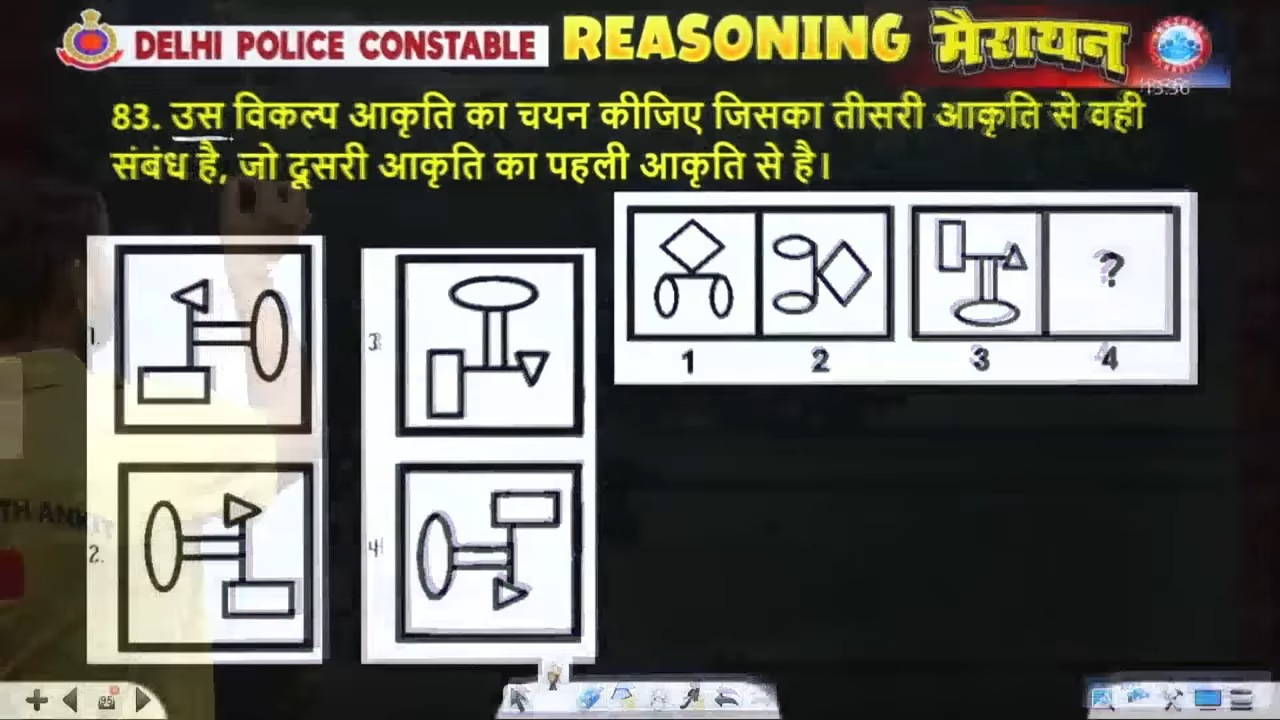 DELHI POLICE CONSTABLE REASONING मैराथन
83. उस विकल्प आकृति का चयन कीजिए जिसका तीसरी आकृति से वही
संबंध है, जो दूसरी आकृति का पहली आकृति से है।
?
1 2 3 4
1.
3
2.
4
95